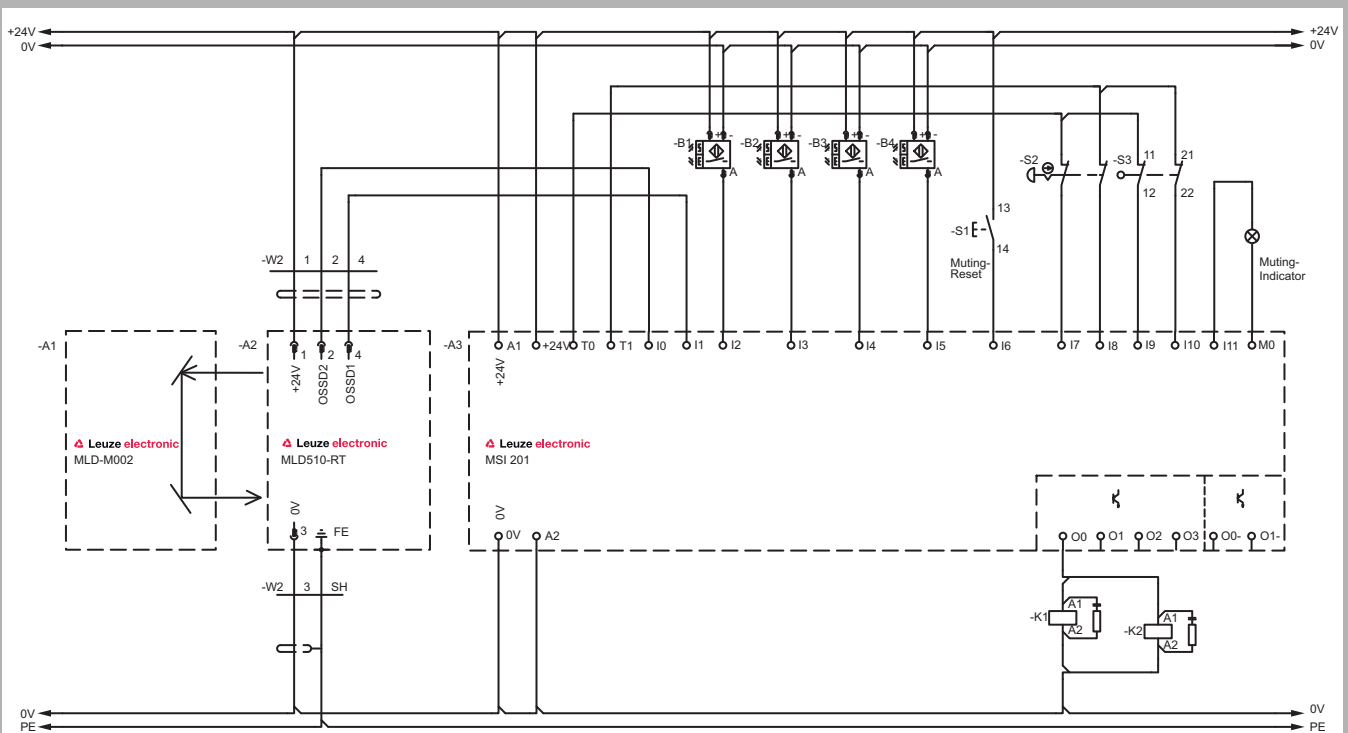 +24V +24V
0V 0V
-B1 + - -B2 + - -B3 + - -B4 + -
S E S E S E S E
A A A A
-S2 -S3 11 21
12 22
13
-S1
14
Muting-
Reset
Muting-
Indicator
-W2 1 2 4
-A1 -A2 1 2 4 -A3 A1 +24V T0 T1 I0 I1 I2 I3 I4 I5 I6 I7 I8 I9 I10 I11 M0
+24V OSSD2 OSSD1 +24V
Leuze electronic Leuze electronic Leuze electronic
MLD-M002 MLD510-RT MSI 201
0V 0V
3 FE 0V A2 O0 O1 O2 O3 O0- O1-
-W2 3 SH
-K1 A1 A2 -K2 A1 A2
0V 0V
PE PE